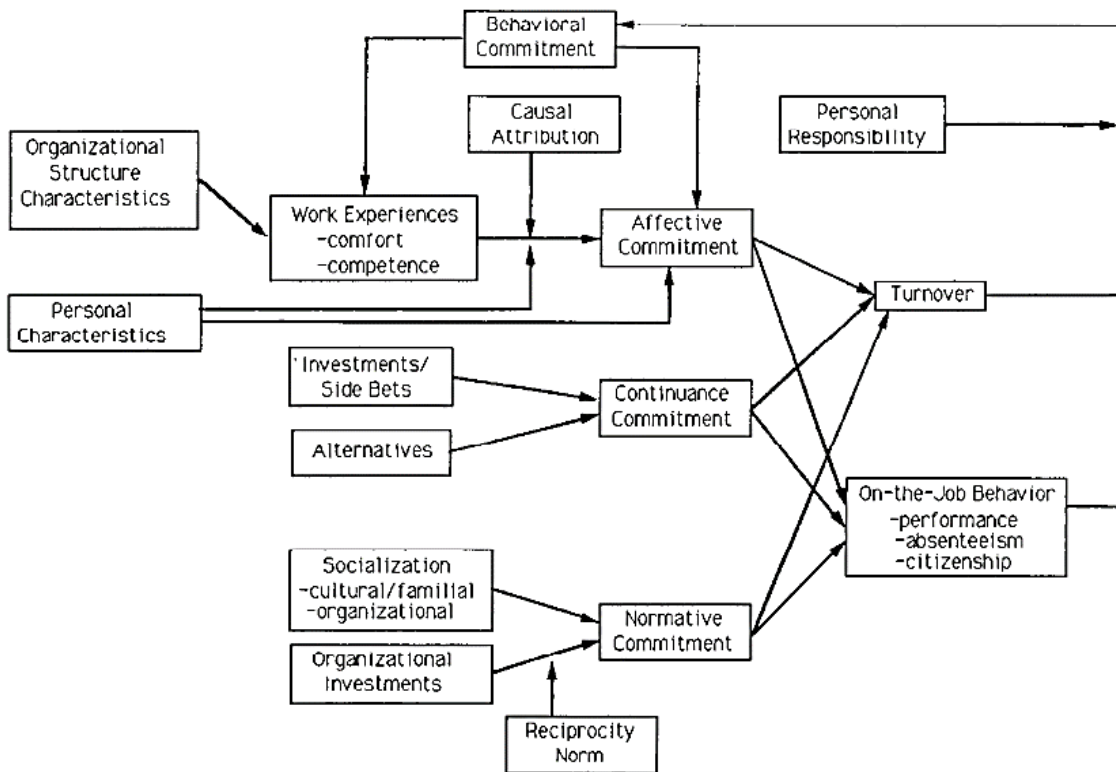 Behavioral
Commitment
Causal
Attribution
Personal
Responsibility
Organizational
Structure
Characteristics
Work Experiences
-comfort
-competence
Affective
Commitment
Personal
Characteristics
Turnover
Investments/
Side Bets
Continuance
Commitment
Alternatives
On-the-Job Behavior
-performance
-absenteeism
-citizenship
Socialization
-cultural/familial
-organizational
Normative
Commitment
Organizational
Investments
Reciprocity
Norm